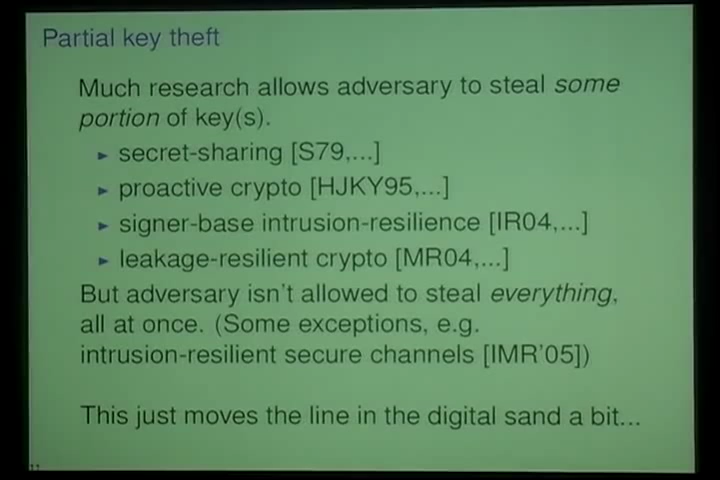 Partial key theft
Much research allows adversary to steal some
portion of key(s).
► secret-sharing [S79,...]
► proactive crypto [HJKY95,...]
► signer-base intrusion-resilience [IR04,...]
► leakage-resilient crypto [MR04,...]
But adversary isn't allowed to steal everything,
all at once. (Some exceptions, e.g.
intrusion-resilient secure channels [IMR'05])
This just moves the line in the digital sand a bit...
11